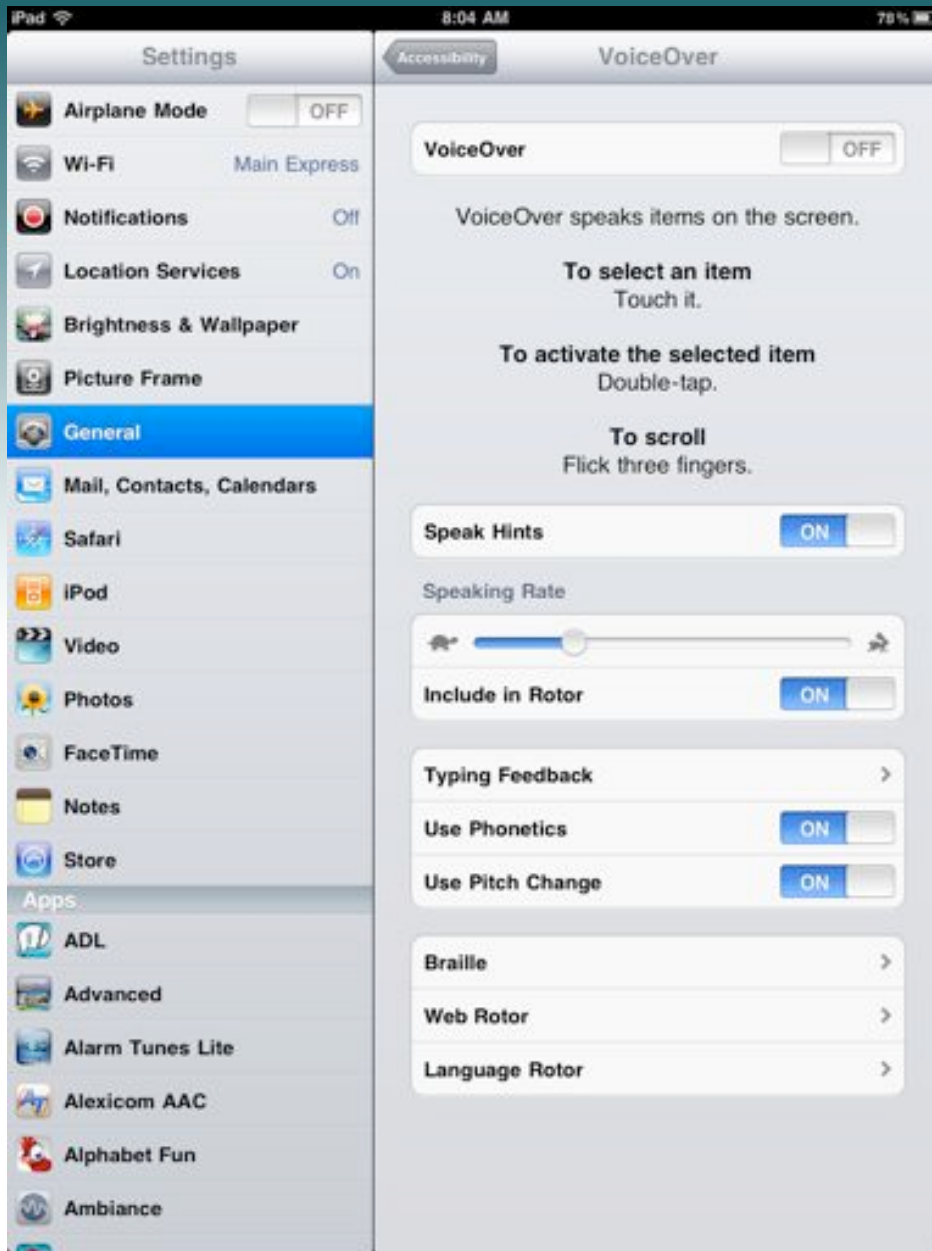 iPad 8:04 AM 78%
Settings
Airplane Mode OFF
Wi-Fi Main Express
Notifications Off
Location Services On
Brightness & Wallpaper
Picture Frame
General
Mail, Contacts, Calendars
Safari
iPod
Video
Photos
FaceTime
Notes
Store
Apps
ADL
Advanced
Alarm Tunes Lite
Alexicom AAC
Alphabet Fun
Ambiance
Accessibility VoiceOver
VoiceOver OFF
VoiceOver speaks items on the screen.
To select an item
Touch it.
To activate the selected item
Double-tap.
To scroll
Flick three fingers.
Speak Hints ON
Speaking Rate
Include in Rotor ON
Typing Feedback
Use Phonetics ON
Use Pitch Change ON
Braille
Web Rotor
Language Rotor